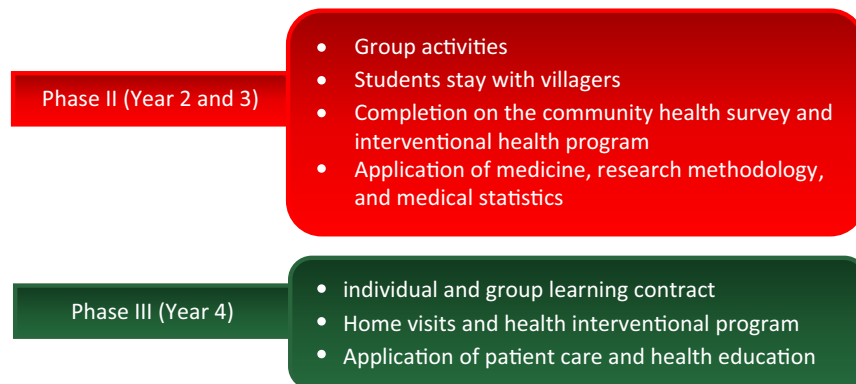 Phase II (Year 2 and 3)
• Group activities
• Students stay with villagers
• Completion on the community health survey and
interventional health program
• Application of medicine, research methodology,
and medical statistics
Phase III (Year 4)
• individual and group learning contract
• Home visits and health interventional program
• Application of patient care and health education